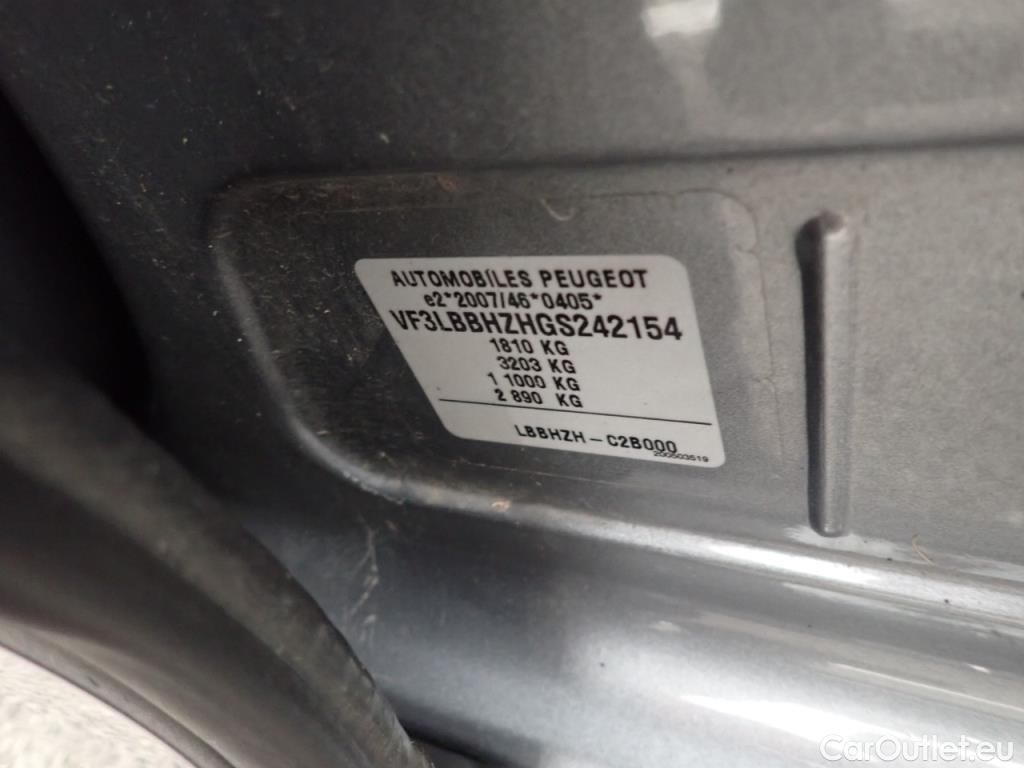 AUTOMOBILES PEUGEOT
e2*2007/46*0405*
VF3LBBHZHGS242154
1810 KG
3203 KG
1 1000 KG
2 890 KG
LBBHZH - C2B000
200503519
CarOutlet.eu